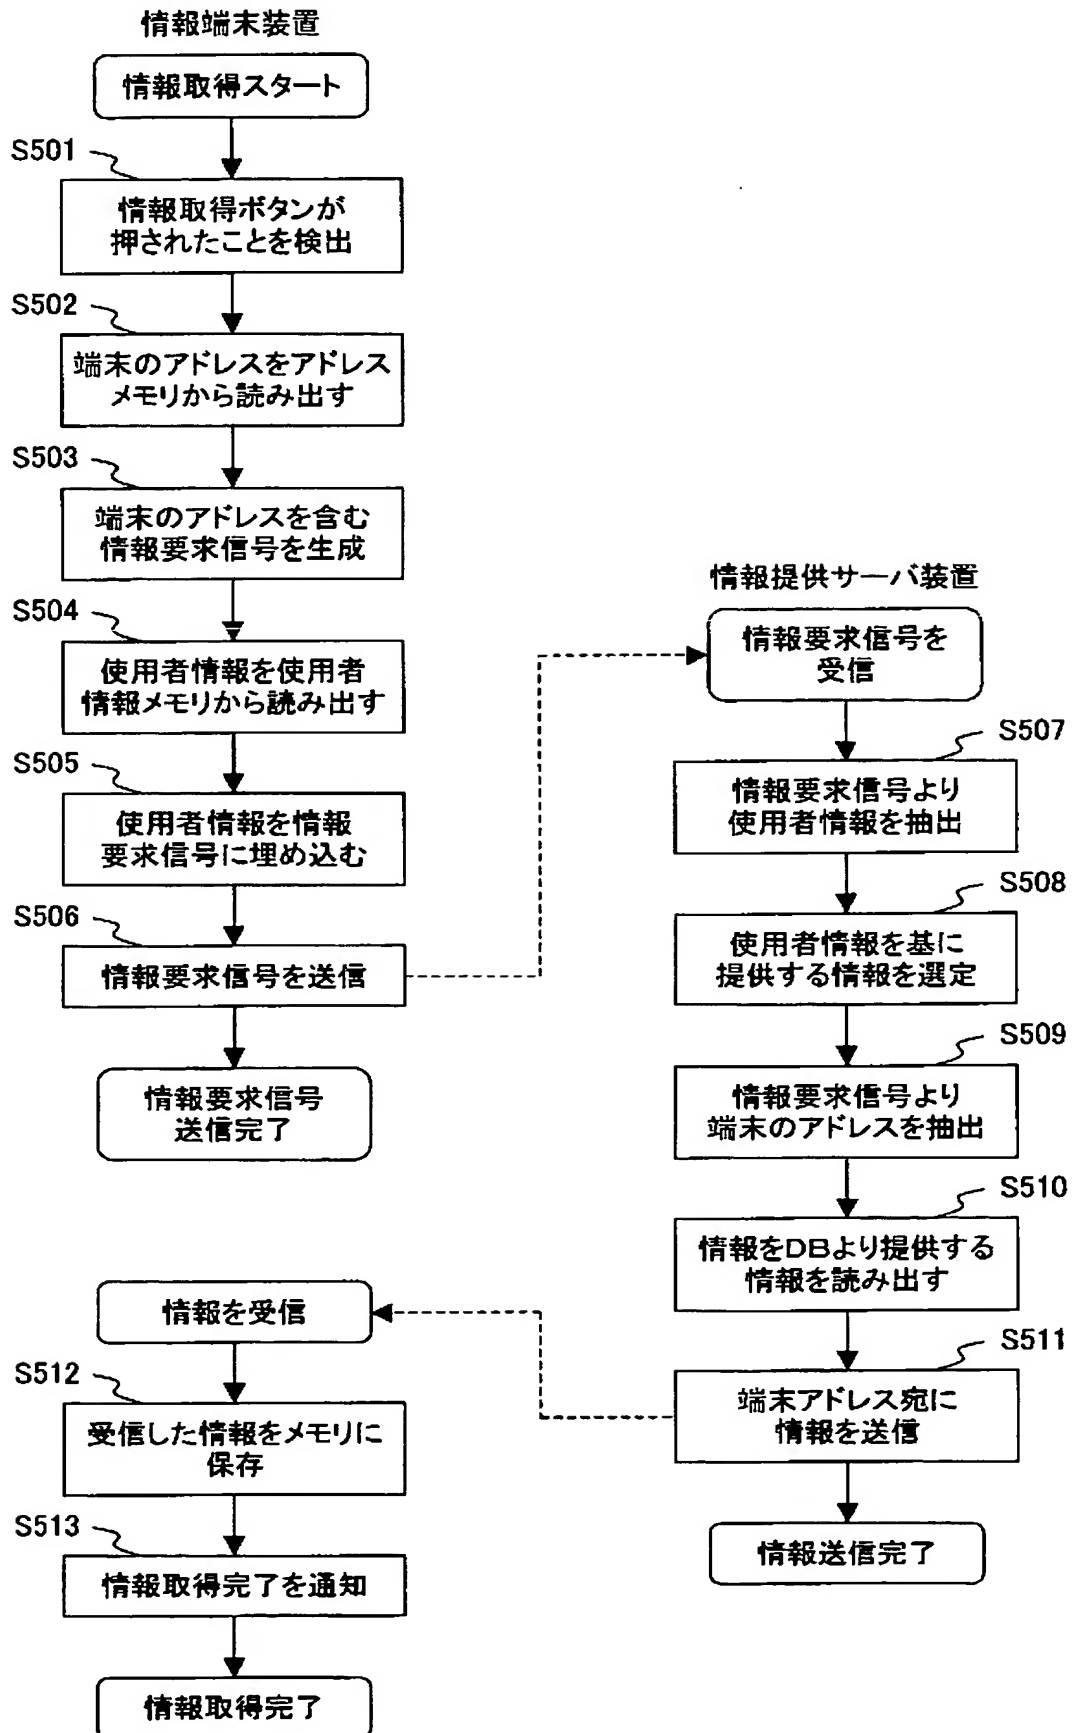 情報端末装置
情報取得スタート
S501
情報取得ボタンが
押されたことを検出
S502
端末のアドレスをアドレス
メモリから読み出す
S503
端末のアドレスを含む
情報要求信号を生成
S504
使用者情報を使用者
情報メモリから読み出す
S505
使用者情報を情報
要求信号に埋め込む
S506
情報要求信号を送信
情報要求信号
送信完了
情報提供サーバ装置
情報要求信号を
受信
S507
情報要求信号より
使用者情報を抽出
S508
使用者情報を基に
提供する情報を選定
S509
情報要求信号より
端末のアドレスを抽出
S510
情報をDBより提供する
情報を読み出す
S511
端末アドレス宛に
情報を送信
情報送信完了
情報を受信
S512
受信した情報をメモリに
保存
S513
情報取得完了を通知
情報取得完了